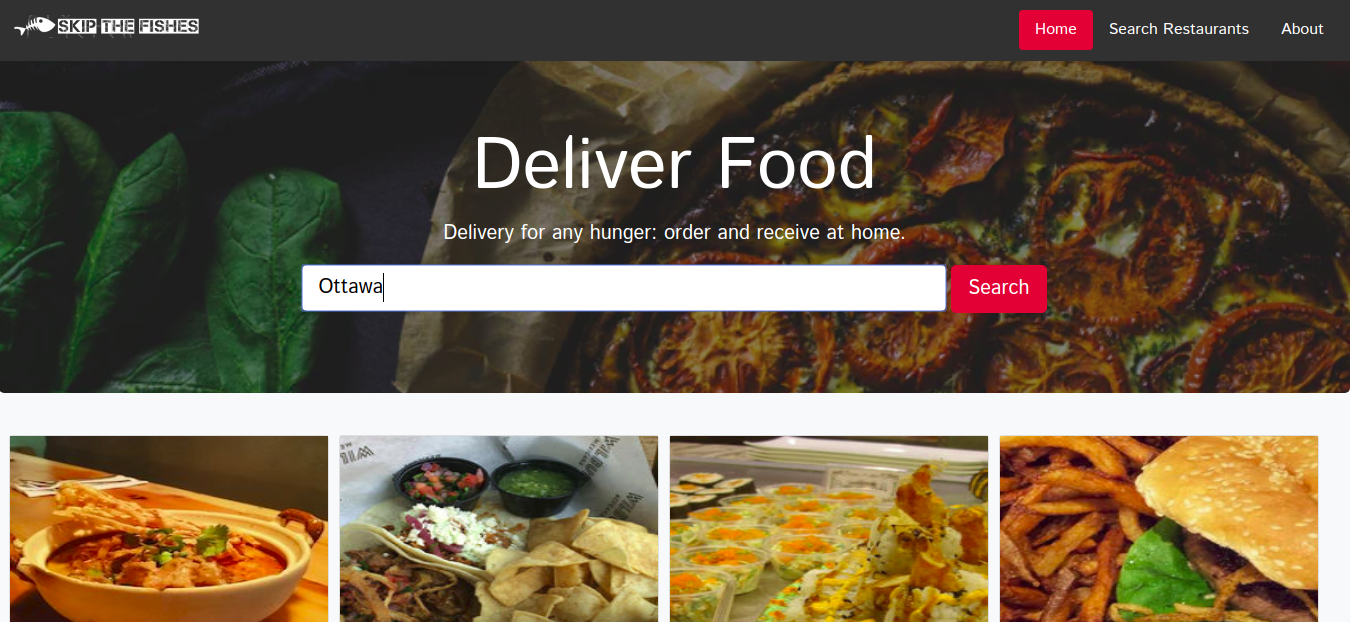 SKIP THE FISHES
Home
Search Restaurants
About
Deliver Food
Delivery for any hunger: order and receive at home.
Ottawa
Search